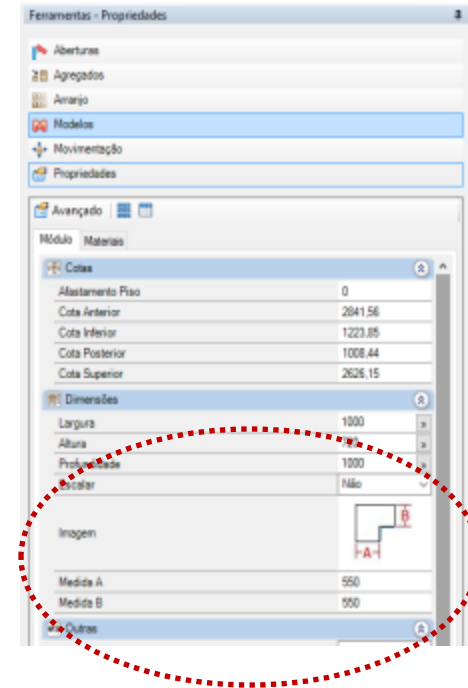 Ferramentas - Propriedades
Aberturas
Agregados
Arranjo
Modelos
Movimentação
Propriedades
Avançado
Módulo Materiais
Cotas
Afastamento Piso 0
Cota Anterior 2841,56
Cota Inferior 1223,85
Cota Posterior 1008,44
Cota Superior 2626,15
Dimensões
Largura 1000
Altura
Profundidade 1000
Escalar Não
B
Imagem
A
Medida A 550
Medida B 550
Outras